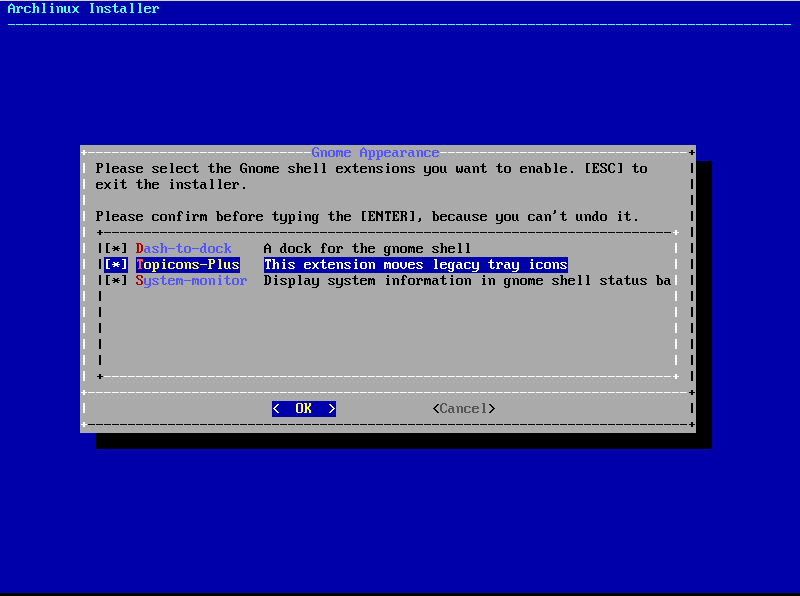 Archlinux Installer
Gnome Appearance
Please select the Gnome shell extensions you want to enable. [ESC] to
exit the installer.
Please confirm before typing the [ENTER], because you can't undo it.
[*] Dash-to-dock A dock for the gnome shell
[*] Topicons-Plus This extension moves legacy tray icons
[*] System-monitor Display system information in gnome shell status ba
< OK > <Cancel>